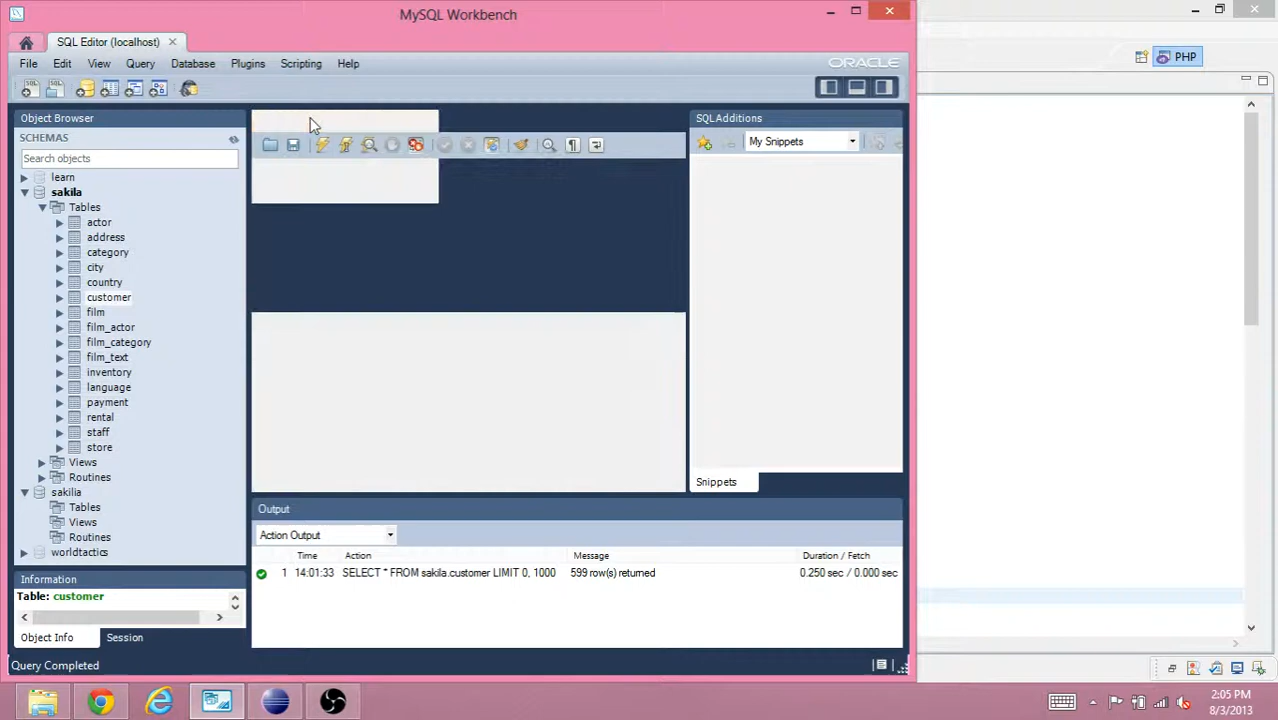 MySQL Workbench
SQL Editor (localhost)
File Edit View Query Database Plugins Scripting Help
ORACLE
PHP
Object Browser
SCHEMAS
Search objects
learn
sakila
Tables
actor
address
category
city
country
customer
film
film_actor
film_category
film_text
inventory
language
payment
rental
staff
store
Views
Routines
sakilia
Tables
Views
Routines
worldtactics
Information
Table: customer
Object Info Session
SQL Additions
My Snippets
Snippets
Output
Action Output
Time Action Message Duration / Fetch
1 14:01:33 SELECT * FROM sakila.customer LIMIT 0, 1000 599 row(s) returned 0.250 sec / 0.000 sec
Query Completed
2:05 PM
8/3/2013